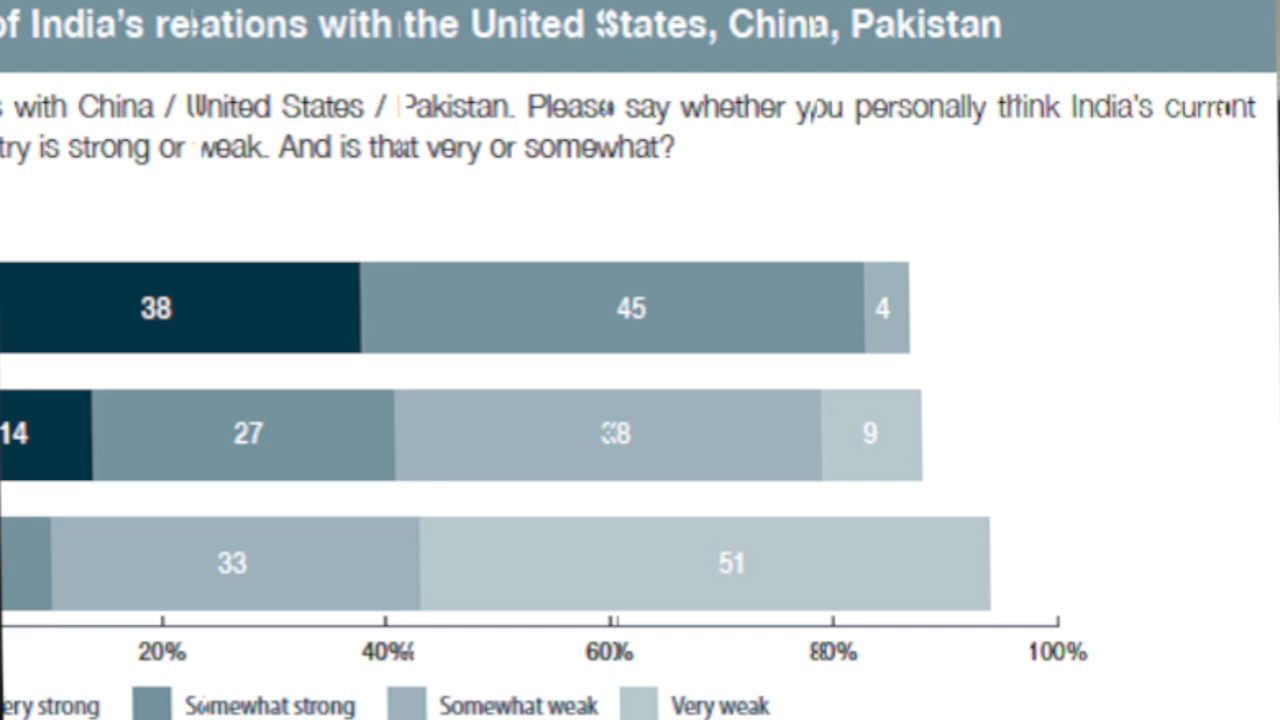 of India's relations with the United States, China, Pakistan
with China / United States / Pakistan. Please say whether you personally think India's current
try is strong or weak. And is that very or somewhat?
38 45 4
14 27 38 9
33 51
20% 40% 60% 80% 100%
ery strong Somewhat strong Somewhat weak Very weak